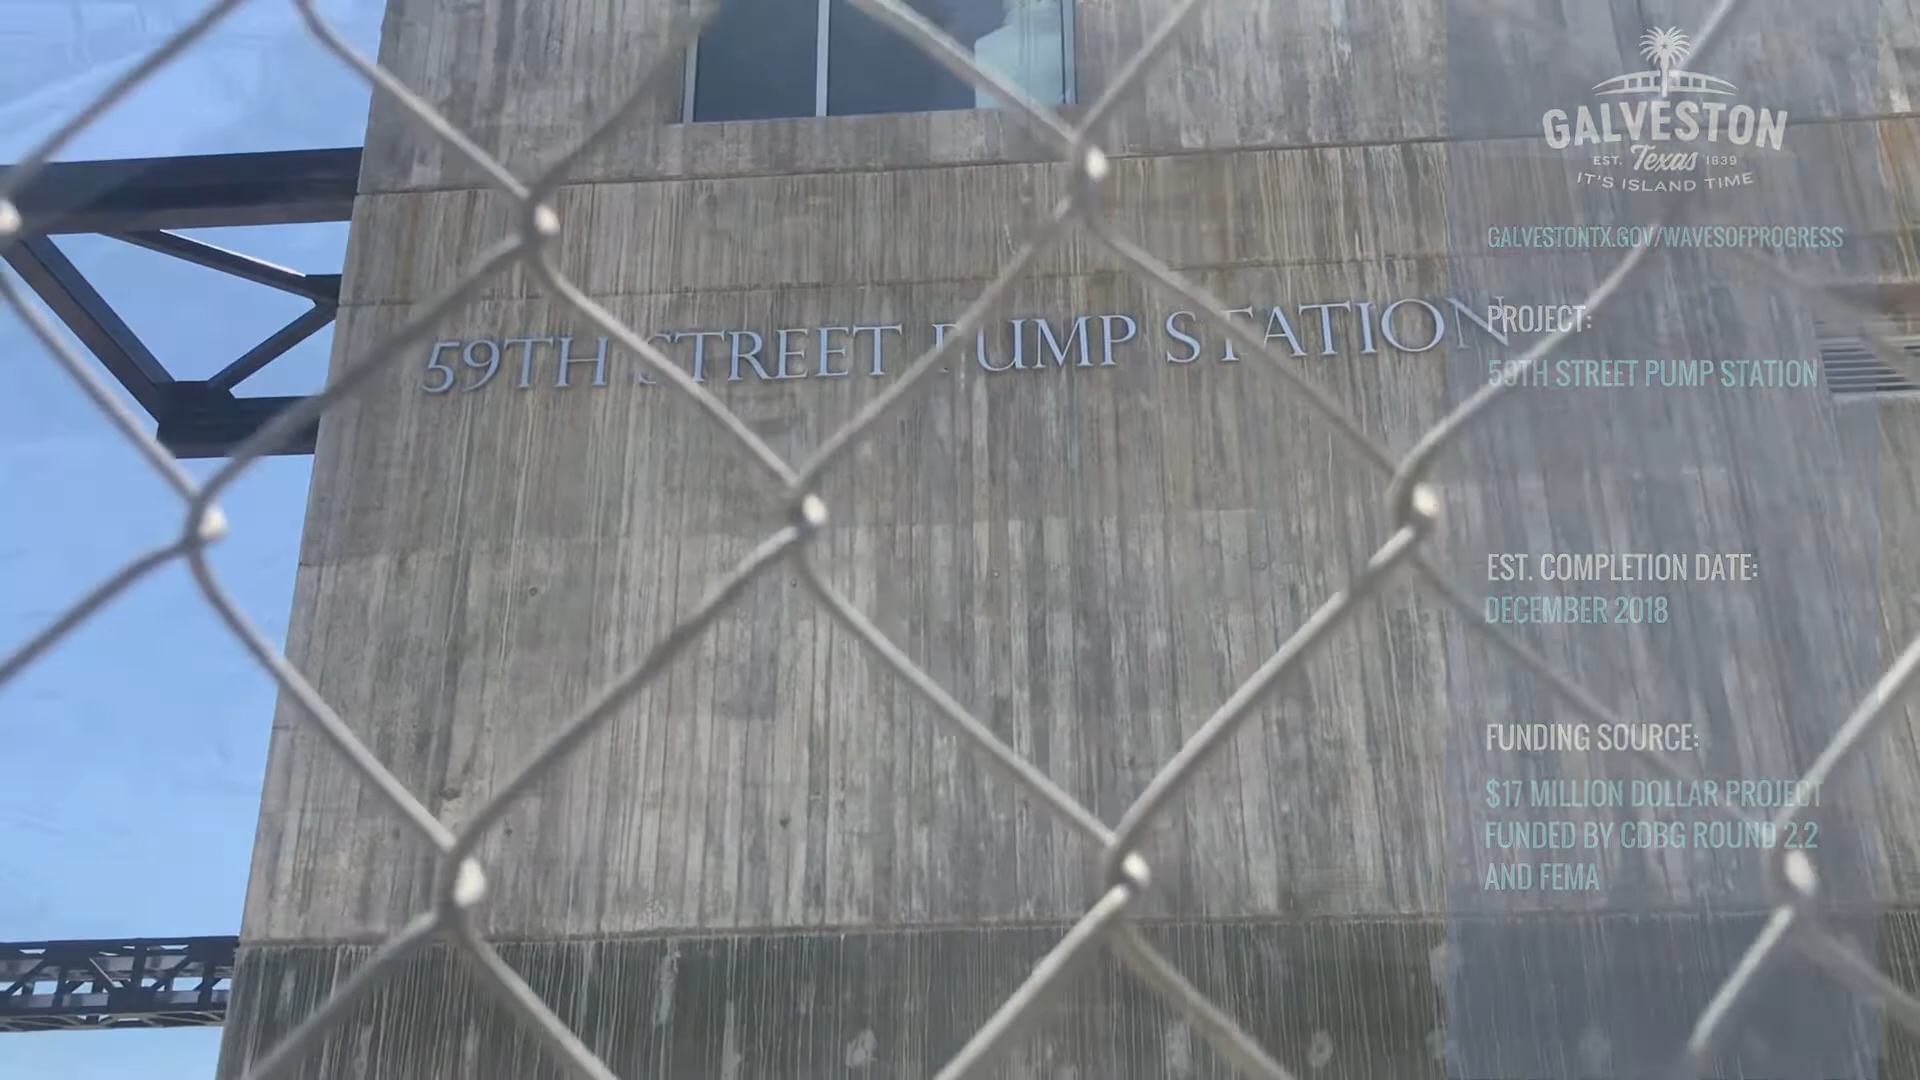 59TH STREET PUMP STATION
GALVESTON
EST. Texas 1839
IT'S ISLAND TIME
GALVESTONTX.GOV/WAVESOFPROGRESS
PROJECT:
59TH STREET PUMP STATION
EST. COMPLETION DATE:
DECEMBER 2018
FUNDING SOURCE:
$17 MILLION DOLLAR PROJECT
FUNDED BY CDBG ROUND 2.2
AND FEMA